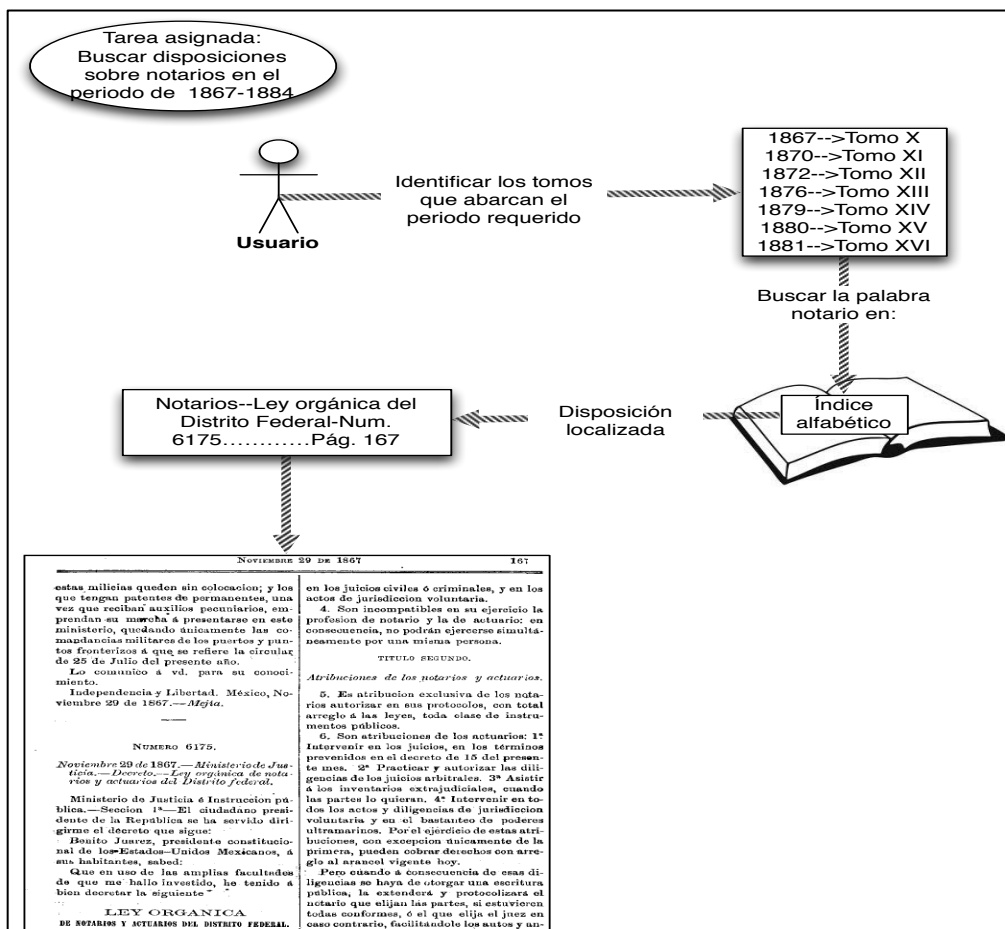 Tarea asignada:
Buscar disposiciones
sobre notarios en el
periodo de  1867-1884
Usuario
Identificar los tomos
que abarcan el
periodo requerido
1867-->Tomo X
1870-->Tomo XI
1872-->Tomo XII
1876-->Tomo XIII
1879-->Tomo XIV
1880-->Tomo XV
1881-->Tomo XVI
Buscar la palabra
notario en:
Índice
alfabético
Disposición
localizada
Notarios--Ley orgánica del
Distrito Federal-Num.
6175............Pág. 167
NOVIEMBRE 29 DE 1867 167
estas milicias queden sin colocacion; y los
que tengan patentes de permanentes, una
vez que reciban auxilios pecuniarios, em-
prendan su marcha á presentarse en este
ministerio, quedando únicamente las co-
mandancias militares de los puertos y pun-
tos fronterizos á que se refiere la circular
de 25 de Julio del presente año.
Lo comunico á vd. para su conoci-
miento.
Independencia y Libertad. México, No-
viembre 29 de 1867.—Mejía.
NUMERO 6175.
Noviembre 29 de 1867.—Ministerio de Jus-
ticia.—Decreto.—Ley orgánica de nota-
rios y actuarios del Distrito federal.
Ministerio de Justicia é Instruccion pú-
blica.—Seccion 1ª—El ciudadano presi-
dente de la República se ha servido diri-
girme el decreto que sigue:
Benito Juarez, presidente constitucio-
nal de los Estados-Unidos Mexicanos, á
sus habitantes, sabed:
Que en uso de las amplias facultades
de que me hallo investido, he tenido á
bien decretar la siguiente
LEY ORGANICA
DE NOTARIOS Y ACTUARIOS DEL DISTRITO FEDERAL.
en los juicios civiles ó criminales, y en los
actos de jurisdiccion voluntaria.
4. Son incompatibles en su ejercicio la
profesion de notario y la de actuario: en
consecuencia, no podrán ejercerse simultá-
neamento por una misma persona.
TITULO SEGUNDO.
Atribuciones de los notarios y actuarios.
5. Es atribucion exclusiva de los nota-
rios autorizar en sus protocolos, con total
arreglo á las leyes, toda clase de instru-
mentos públicos.
6. Son atribuciones de los actuarios: 1ª
Intervenir en los juicios, en los términos
prevenidos en el decreto de 15 del presen-
te mes. 2ª Practicar y autorizar las dili-
gencias de los juicios arbitrales. 3ª Asistir
á los inventarios extrajudiciales, cuando
las partes lo quieran. 4ª Intervenir en to-
dos los actos y diligencias de jurisdiccion
voluntaria y en el bastanteo de poderes
ultramarinos. Por el ejercicio de estas atri-
buciones, con excepcion únicamente de la
primera, pueden cobrar derechos con arre-
glo al arancel vigente hoy.
Pero cuando á consecuencia de esas di-
ligencias se haya de otorgar una escritura
pública, la extenderá y protocolizará el
notario que elijan las partes, si estuvieren
todas conformes, ó el que elija el juez en
caso contrario, facilitándole los autos y an-